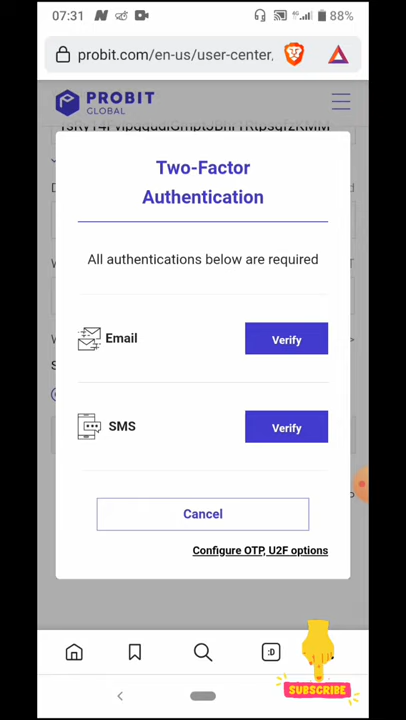 07:31
88%
probit.com/en-us/user-center,
PROBIT
GLOBAL
Two-Factor
Authentication
All authentications below are required
Email
Verify
SMS
Verify
Cancel
Configure OTP, U2F options
:D
SUBSCRIBE